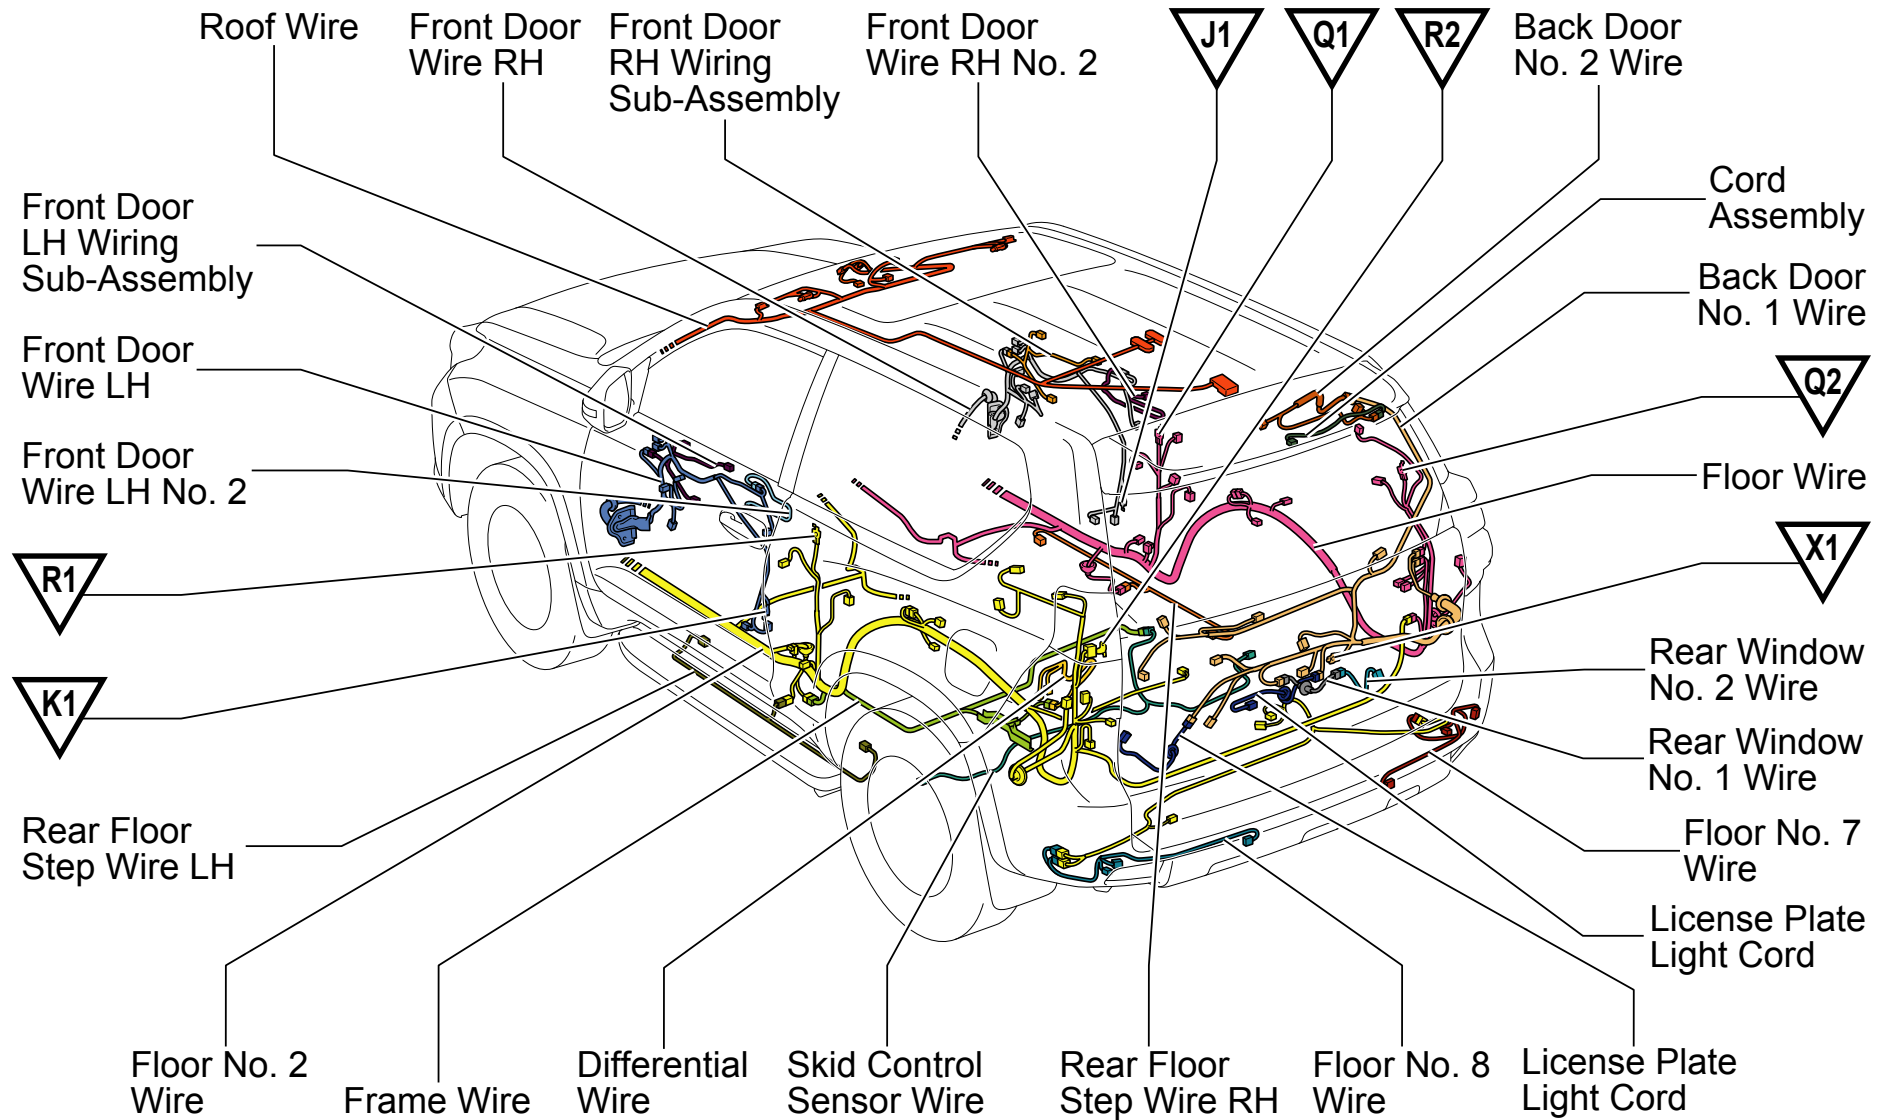 Roof Wire
Front Door
Wire RH
Front Door
RH Wiring
Sub-Assembly
Front Door
Wire RH No. 2
J1
Q1
R2
Back Door
No. 2 Wire
Cord
Assembly
Front Door
LH Wiring
Sub-Assembly
Back Door
No. 1 Wire
Front Door
Wire LH
Q2
Front Door
Wire LH No. 2
Floor Wire
R1
X1
Rear Window
No. 2 Wire
K1
Rear Window
No. 1 Wire
Rear Floor
Step Wire LH
Floor No. 7
Wire
License Plate
Light Cord
Floor No. 2
Wire
Frame Wire
Differential
Wire
Skid Control
Sensor Wire
Rear Floor
Step Wire RH
Floor No. 8
Wire
License Plate
Light Cord